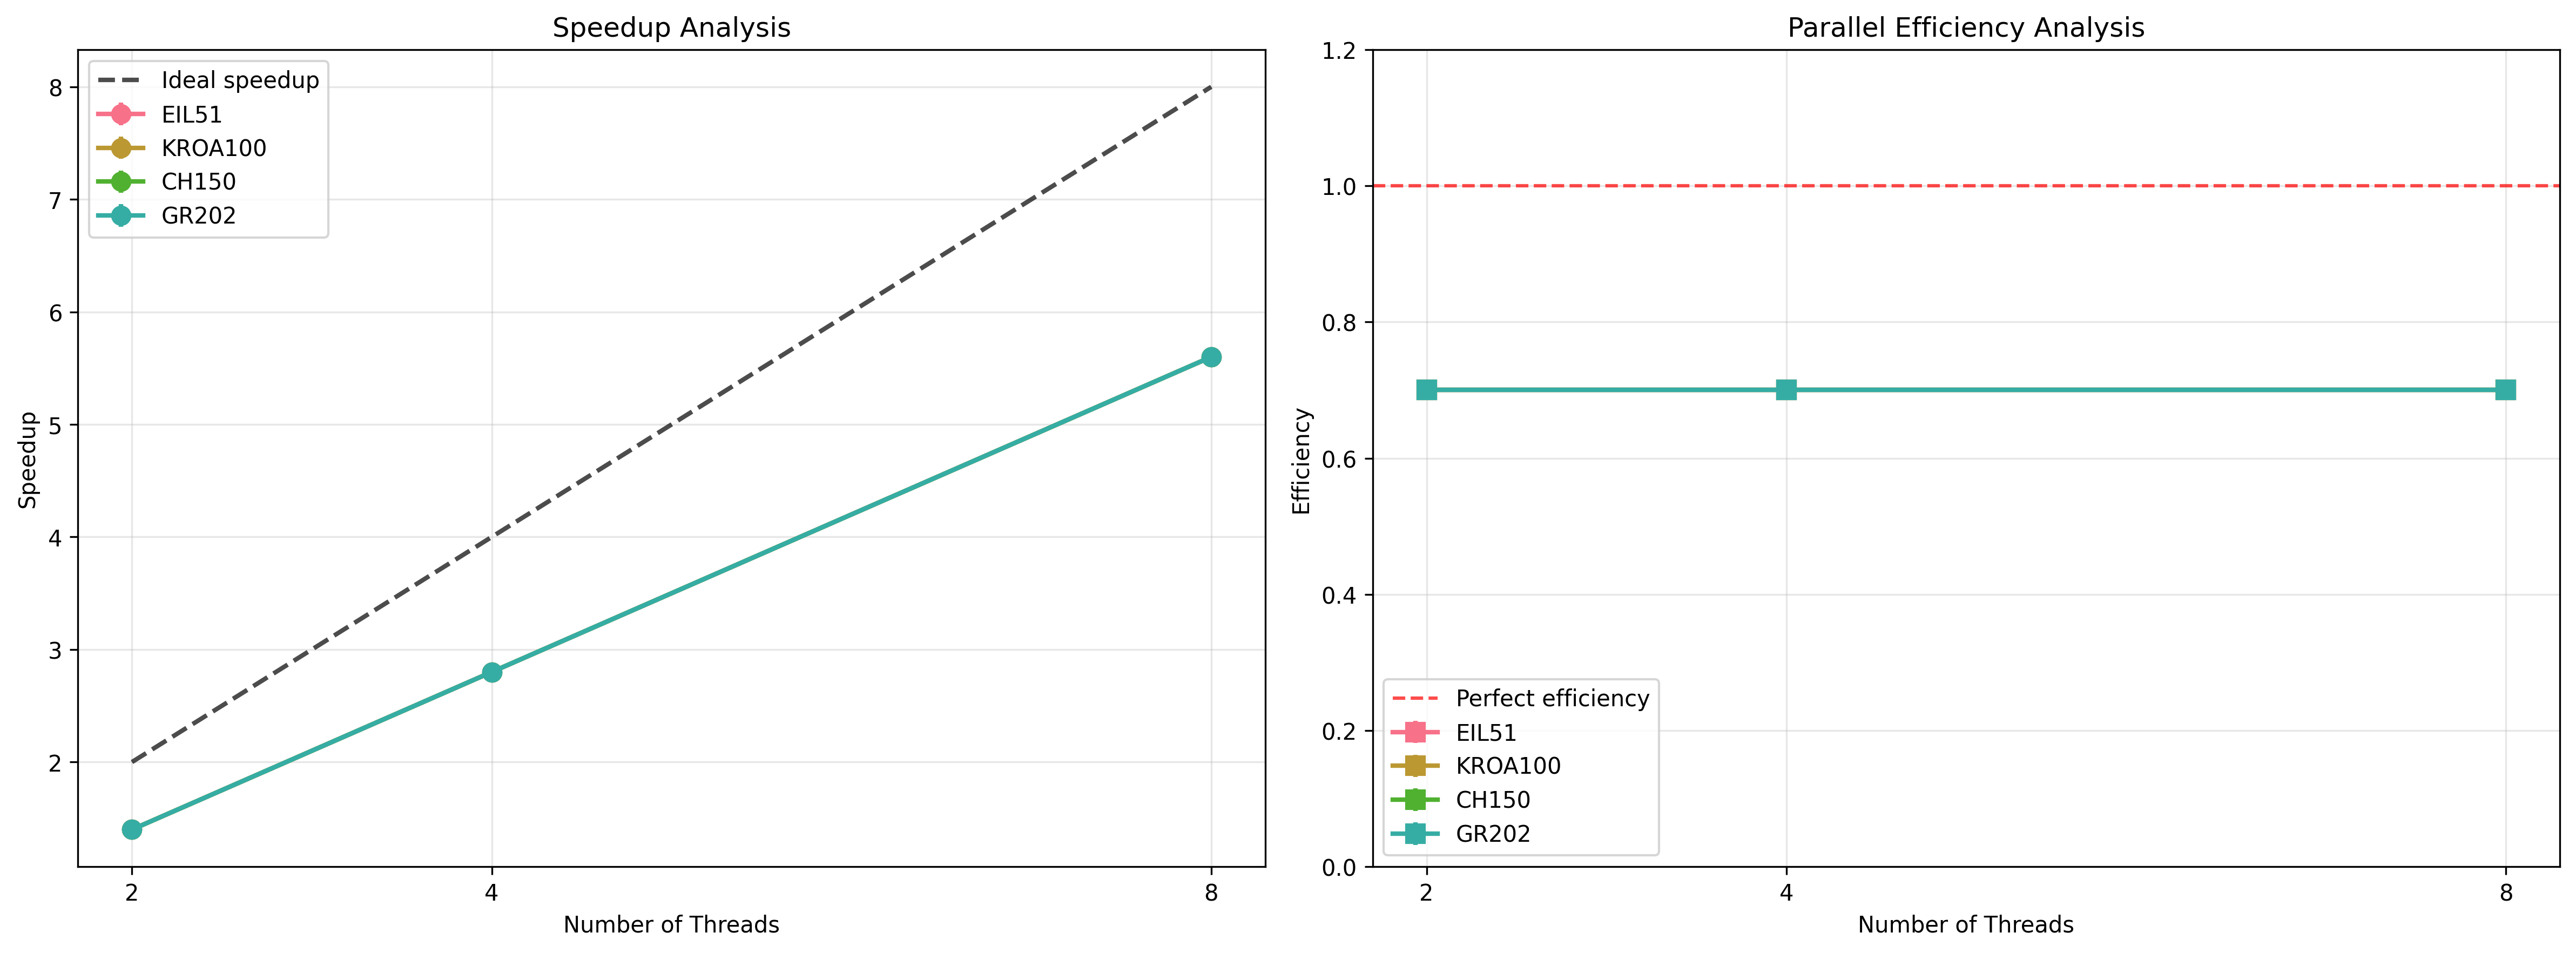 Speedup Analysis
8
7
6
5
4
3
2
Speedup
Ideal speedup
EIL51
KROA100
CH150
GR202
2 4 8
Number of Threads
Parallel Efficiency Analysis
1.2
1.0
0.8
0.6
0.4
0.2
0.0
Efficiency
Perfect efficiency
EIL51
KROA100
CH150
GR202
2 4 8
Number of Threads